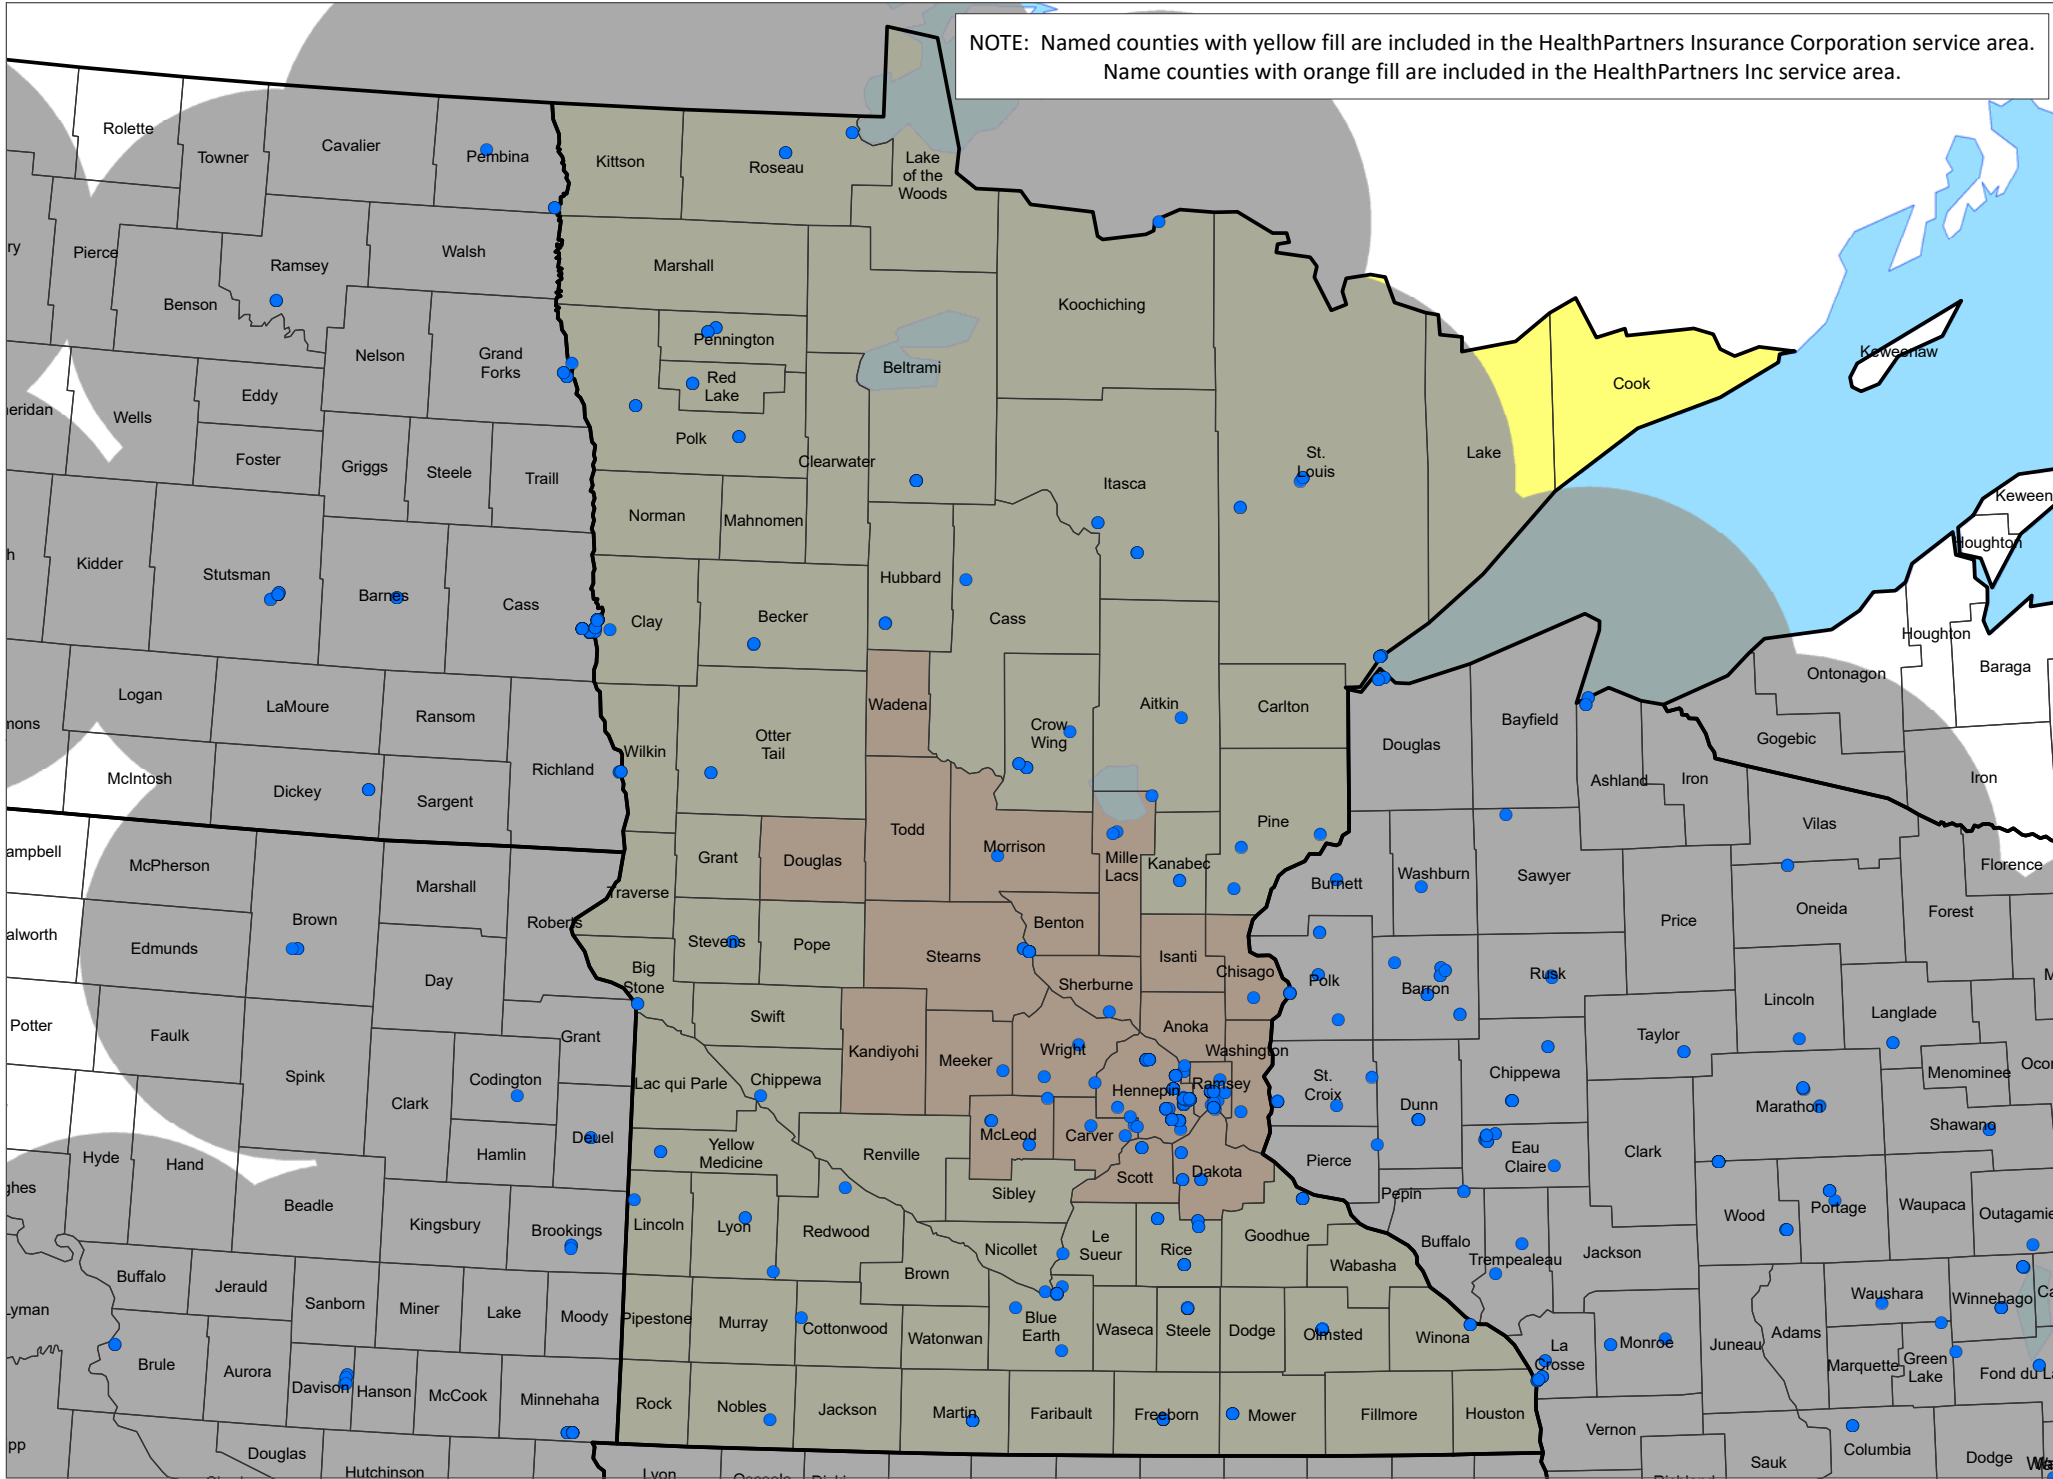 NOTE: Named counties with yellow fill are included in the HealthPartners Insurance Corporation service area.
Name counties with orange fill are included in the HealthPartners Inc service area.
Rolette
Towner
Cavalier
Pembina
Kittson
Roseau
Lake
of the
Woods
ry
Pierce
Benson
Ramsey
Walsh
Marshall
Koochiching
Nelson
Grand
Forks
Pennington
Red
Lake
Beltrami
Keweenaw
Cook
eridan
Wells
Eddy
Foster
Griggs
Steele
Traill
Polk
Clearwater
Itasca
St.
Louis
Lake
Keween
Norman
Mahnomen
h
Kidder
Stutsman
Barnes
Cass
Clay
Becker
Hubbard
Cass
Houghton
Houghton
Baraga
Ontonagon
mons
Logan
LaMoure
Ransom
Richland
Wilkin
Otter
Tail
Wadena
Crow
Wing
Aitkin
Carlton
Douglas
Bayfield
Ashland
Iron
Gogebic
Iron
McIntosh
Dickey
Sargent
ampbell
McPherson
Marshall
Roberts
Traverse
Grant
Douglas
Todd
Morrison
Mille
Lacs
Kanabec
Pine
Burnett
Washburn
Sawyer
Vilas
Florence
alworth
Edmunds
Brown
Day
Big
Stone
Stevens
Pope
Stearns
Benton
Sherburne
Isanti
Chisago
Polk
Barron
Rusk
Price
Oneida
Forest
M
Potter
Faulk
Spink
Clark
Codington
Grant
Swift
Lac qui Parle
Chippewa
Kandiyohi
Meeker
Wright
Anoka
Washington
Hennepin
Ramsey
St.
Croix
Dunn
Chippewa
Taylor
Lincoln
Langlade
Menominee
Oco
Marathon
Shawano
Hyde
Hand
Beadle
Hamlin
Deuel
Yellow
Medicine
Renville
McLeod
Carver
Scott
Dakota
Sibley
Pierce
Pepin
Eau
Claire
Clark
ghes
Kingsbury
Brookings
Lincoln
Lyon
Redwood
Nicollet
Brown
Le
Sueur
Rice
Goodhue
Wabasha
Buffalo
Trempealeau
Jackson
Wood
Portage
Waupaca
Outagamie
Lyman
Buffalo
Jerauld
Sanborn
Miner
Lake
Moody
Pipestone
Murray
Cottonwood
Watonwan
Blue
Earth
Waseca
Steele
Dodge
Olmsted
Winona
La
Crosse
Monroe
Juneau
Adams
Waushara
Winnebago
Ca
Marquette
Green
Lake
Fond du La
Brule
Aurora
Davison
Hanson
McCook
Minnehaha
Rock
Nobles
Jackson
Martin
Faribault
Freeborn
Mower
Fillmore
Houston
Vernon
Sauk
Columbia
Dodge
pp
Douglas
Hutchinson
Lyon